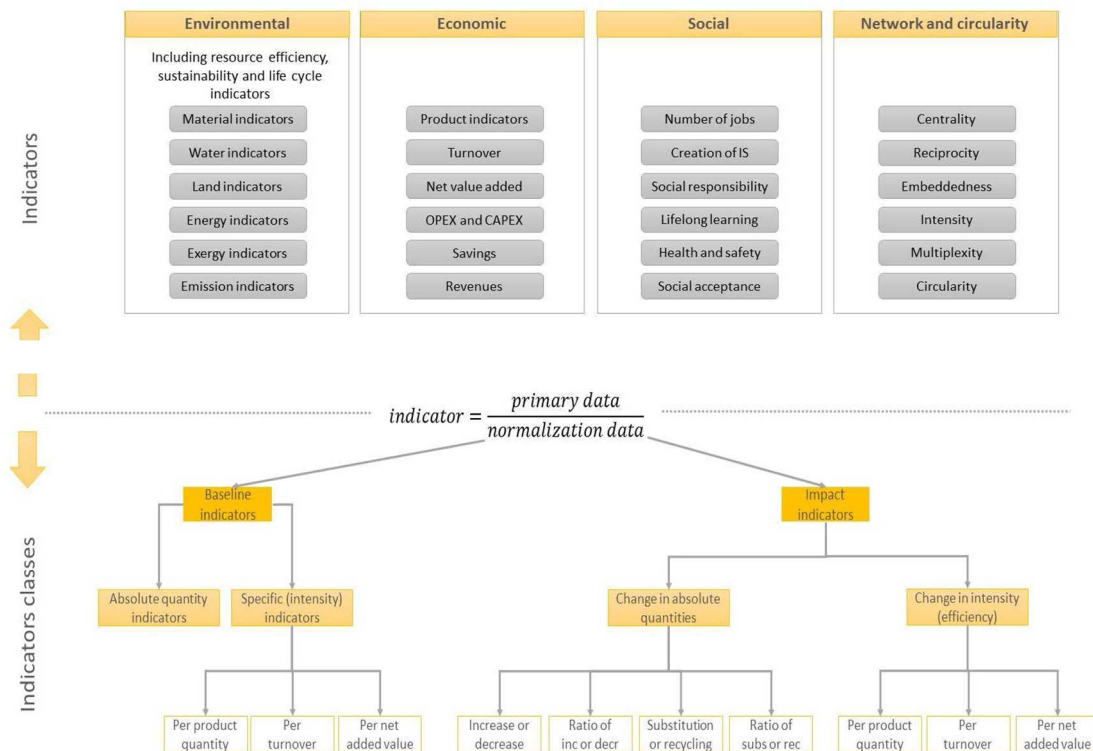 Indicators
Environmental
Including resource efficiency,
sustainability and life cycle
indicators
Material indicators
Water indicators
Land indicators
Energy indicators
Exergy indicators
Emission indicators
Economic
Product indicators
Turnover
Net value added
OPEX and CAPEX
Savings
Revenues
Social
Number of jobs
Creation of IS
Social responsibility
Lifelong learning
Health and safety
Social acceptance
Network and circularity
Centrality
Reciprocity
Embeddedness
Intensity
Multiplexity
Circularity
indicator = primary data / normalization data
Indicators classes
Baseline
indicators
Impact
indicators
Absolute quantity
indicators
Specific (intensity)
indicators
Change in absolute
quantities
Change in intensity
(efficiency)
Per product
quantity
Per
turnover
Per net
added value
Increase or
decrease
Ratio of
inc or decr
Substitution
or recycling
Ratio of
subs or rec
Per product
quantity
Per
turnover
Per net
added value